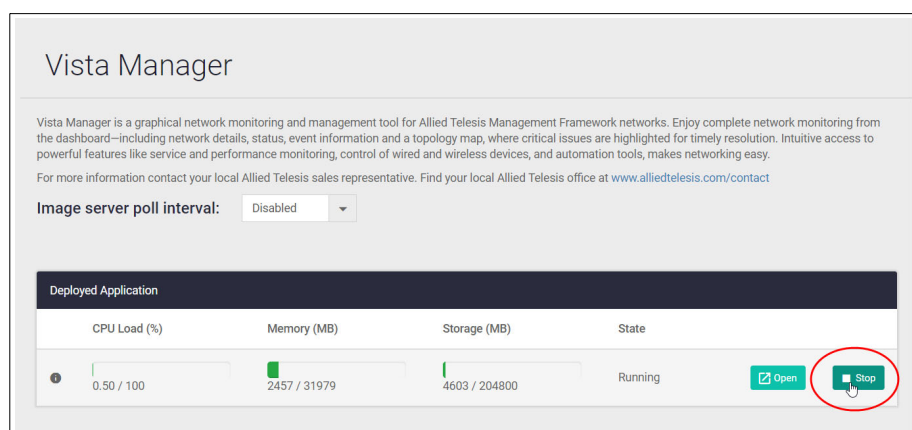 Vista Manager
Vista Manager is a graphical network monitoring and management tool for Allied Telesis Management Framework networks. Enjoy complete network monitoring from
the dashboard—including network details, status, event information and a topology map, where critical issues are highlighted for timely resolution. Intuitive access to
powerful features like service and performance monitoring, control of wired and wireless devices, and automation tools, makes networking easy.
For more information contact your local Allied Telesis sales representative. Find your local Allied Telesis office at www.alliedtelesis.com/contact
Image server poll interval: Disabled
Deployed Application
CPU Load (%) Memory (MB) Storage (MB) State
0.50 / 100 2457 / 31979 4603 / 204800 Running Open Stop